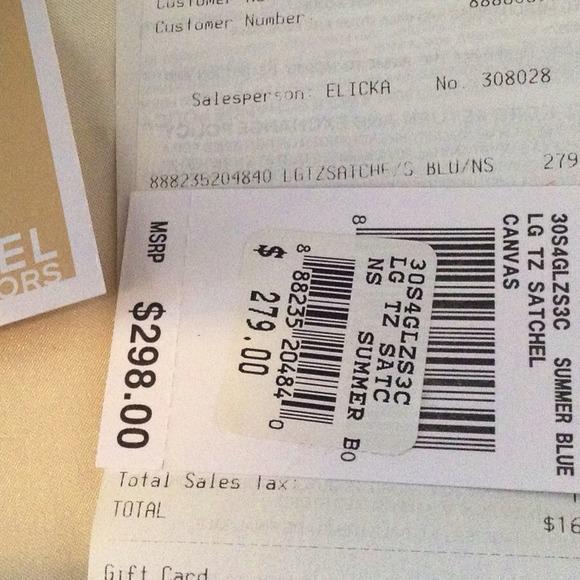 Customer Number
Salesperson: ELICKA No. 308028
888235204840 LGTZSATCHE/S BLU/NS 279
EL
ORS
MSRP $298.00
30S4GLZS3C SUMMER BLUE
LG TZ SATCHEL
CANVAS
8
30S4GLZS3C
LG TZ SATC
NS SUMMER BO
8 88235 20484 0
$ 279.00
Total Sales Tax:
TOTAL $16
Gift Card